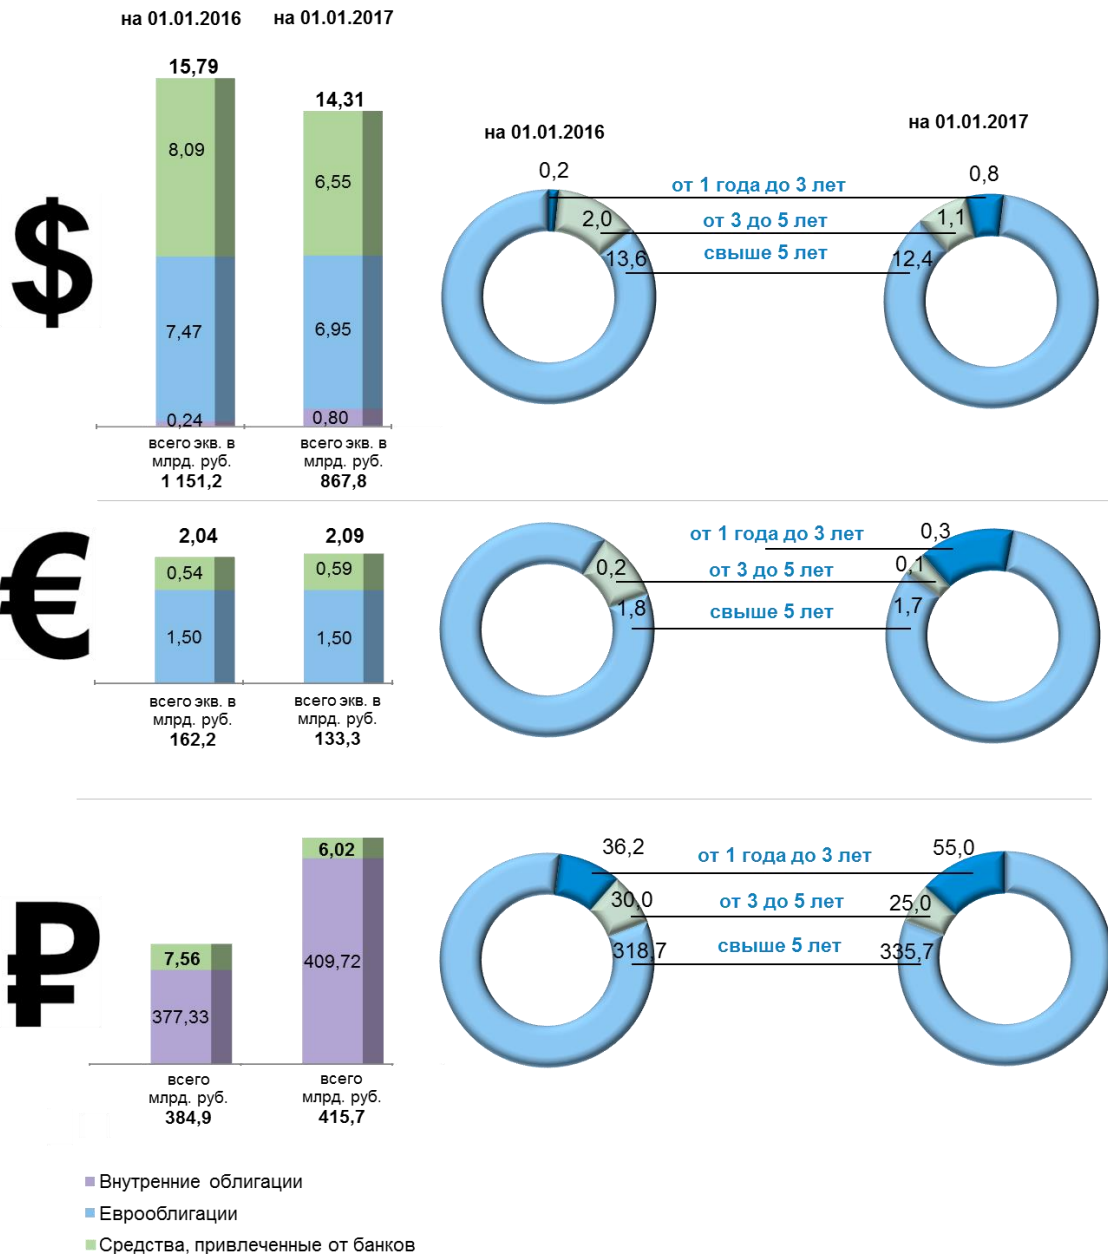 на 01.01.2016
на 01.01.2017
15,79
14,31
8,09
6,55
7,47
6,95
0,24
0,80
всего экв. в
млрд. руб.
1 151,2
всего экв. в
млрд. руб.
867,8
$
на 01.01.2016
на 01.01.2017
0,2
0,8
от 1 года до 3 лет
2,0
от 3 до 5 лет
1,1
13,6
свыше 5 лет
12,4
€
2,04
2,09
0,54
0,59
1,50
1,50
всего экв. в
млрд. руб.
162,2
всего экв. в
млрд. руб.
133,3
от 1 года до 3 лет
0,3
0,2
от 3 до 5 лет
0,1
1,8
свыше 5 лет
1,7
₽
6,02
7,56
409,72
377,33
всего
млрд. руб.
384,9
всего
млрд. руб.
415,7
36,2
от 1 года до 3 лет
55,0
30,0
от 3 до 5 лет
25,0
318,7
свыше 5 лет
335,7
Внутренние облигации
Еврооблигации
Средства, привлеченные от банков